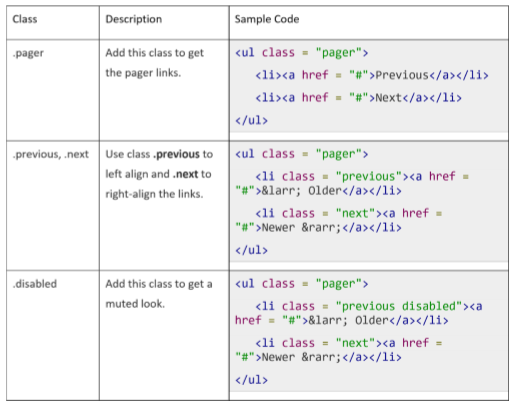 Class Description Sample Code
.pager Add this class to get
the pager links.
<ul class = "pager">
<li><a href = "#">Previous</a></li>
<li><a href = "#">Next</a></li>
</ul>
.previous, .next Use class .previous to
left align and .next to
right-align the links.
<ul class = "pager">
<li class = "previous"><a href =
"#">&larr; Older</a></li>
<li class = "next"><a href =
"#">Newer &rarr;</a></li>
</ul>
.disabled Add this class to get a
muted look.
<ul class = "pager">
<li class = "previous disabled"><a
href = "#">&larr; Older</a></li>
<li class = "next"><a href =
"#">Newer &rarr;</a></li>
</ul>